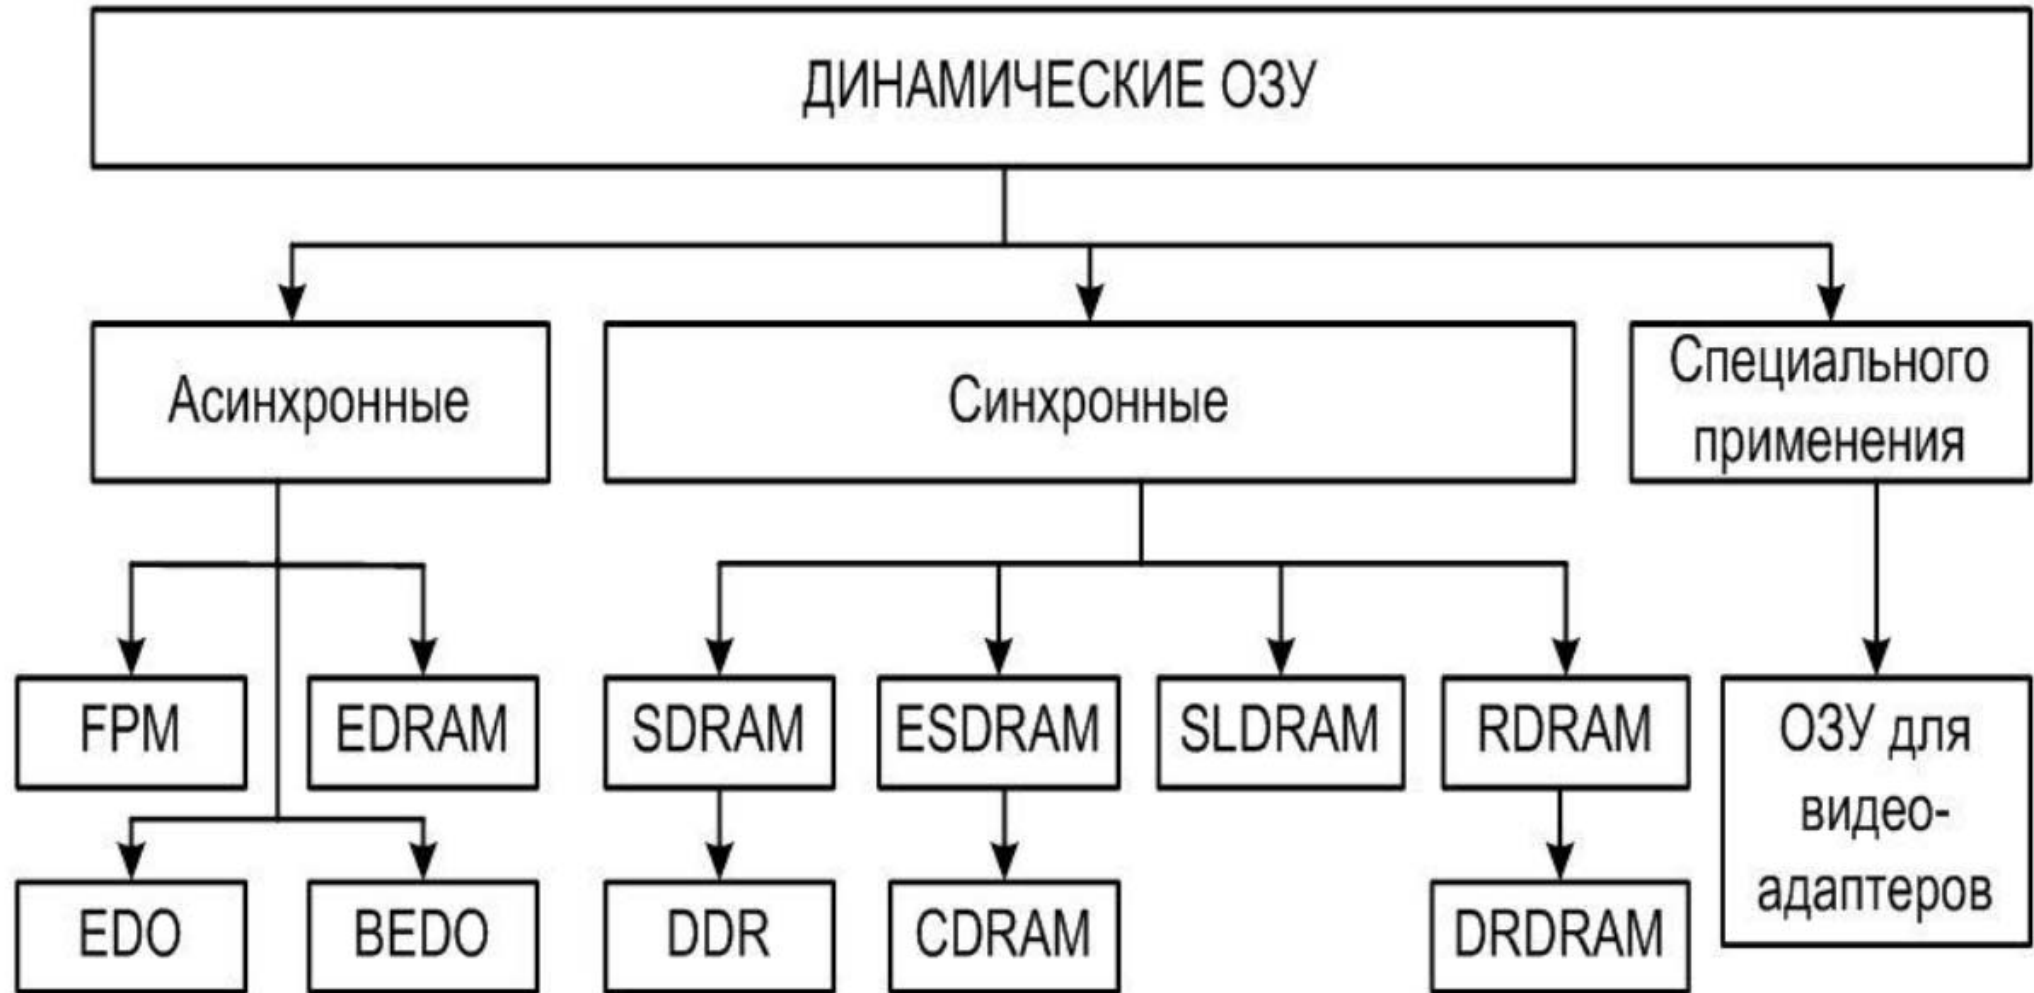 ДИНАМИЧЕСКИЕ ОЗУ
Асинхронные
Синхронные
Специального
применения
FPM
EDRAM
SDRAM
ESDRAM
SLDRAM
RDRAM
ОЗУ для
видео-
адаптеров
EDO
BEDO
DDR
CDRAM
DRDRAM